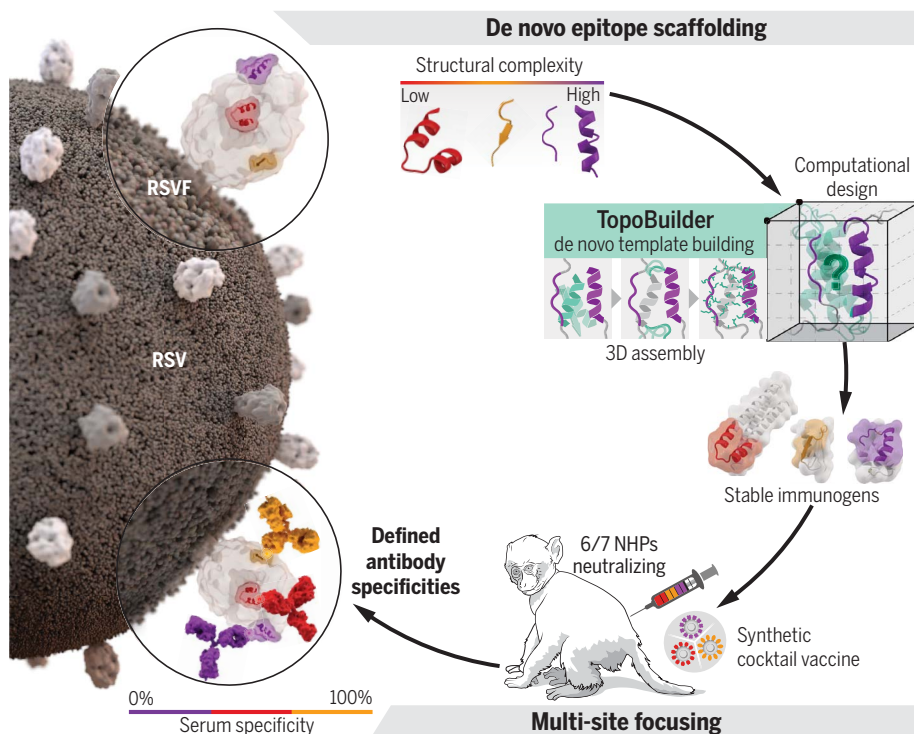 De novo epitope scaffolding
Structural complexity
Low
High
RSVF
Computational
design
TopoBuilder
de novo template building
?
3D assembly
RSV
Stable immunogens
Defined
antibody
specificities
6/7 NHPs
neutralizing
Synthetic
cocktail vaccine
0%
100%
Serum specificity
Multi-site focusing